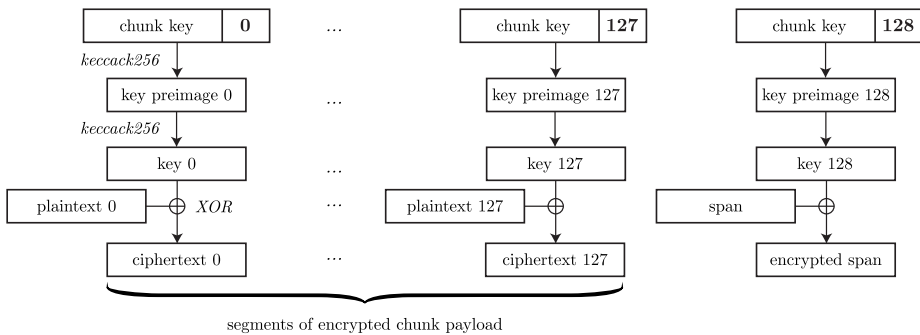 chunk key 0 ... chunk key 127 chunk key 128
keccack256
key preimage 0 ... key preimage 127 key preimage 128
keccack256
key 0 ... key 127 key 128
plaintext 0 XOR ... plaintext 127 span
ciphertext 0 ... ciphertext 127 encrypted span
segments of encrypted chunk payload